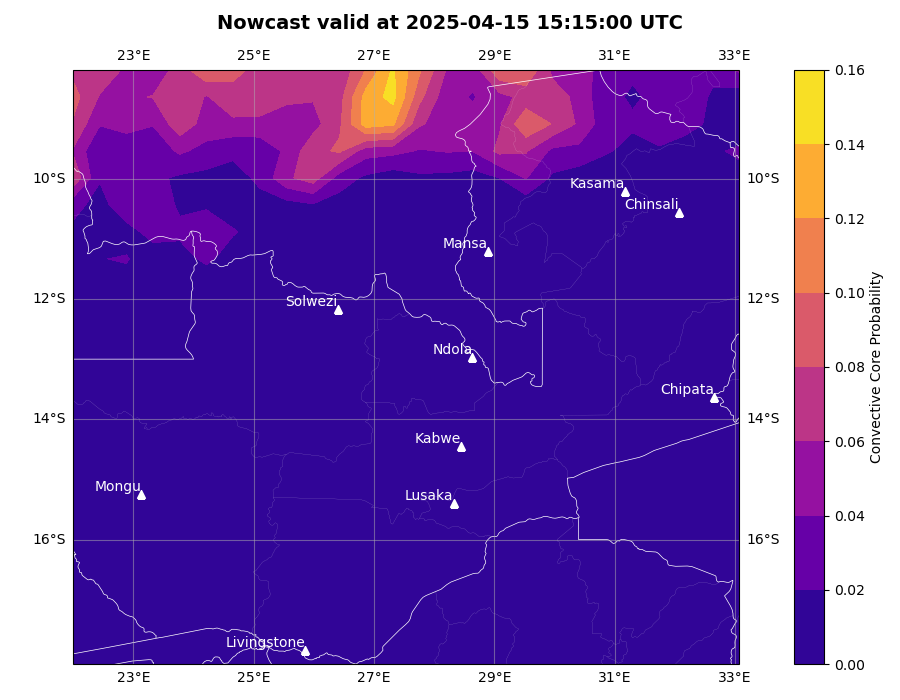 Nowcast valid at 2025-04-15 15:15:00 UTC
23°E 25°E 27°E 29°E 31°E 33°E
0.16
0.14
0.12
0.10
0.08
0.06
0.04
0.02
0.00
Convective Core Probability
10°S 10°S
12°S 12°S
14°S 14°S
16°S 16°S
Kasama
Chinsali
Mansa
Solwezi
Ndola
Chipata
Kabwe
Mongu
Lusaka
Livingstone
23°E 25°E 27°E 29°E 31°E 33°E